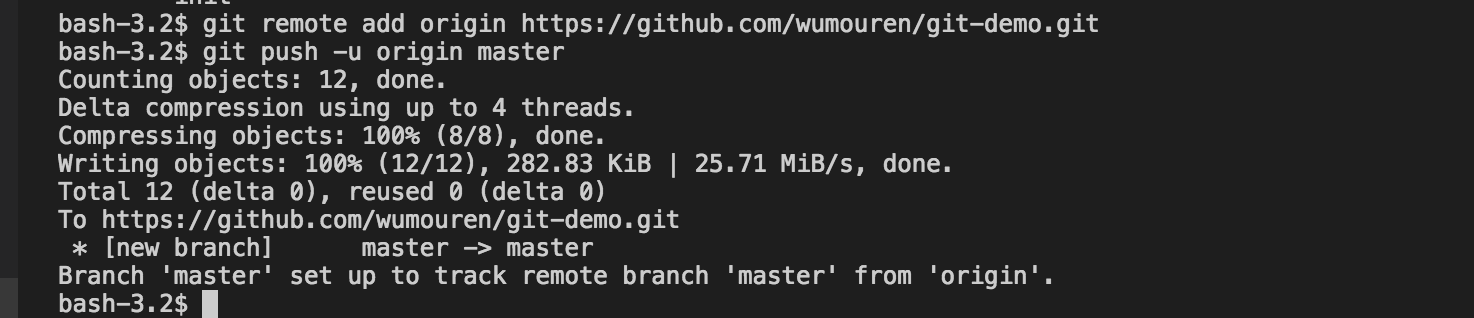 init
bash-3.2$ git remote add origin https://github.com/wumouren/git-demo.git
bash-3.2$ git push -u origin master
Counting objects: 12, done.
Delta compression using up to 4 threads.
Compressing objects: 100% (8/8), done.
Writing objects: 100% (12/12), 282.83 KiB | 25.71 MiB/s, done.
Total 12 (delta 0), reused 0 (delta 0)
To https://github.com/wumouren/git-demo.git
 * [new branch]      master -> master
Branch 'master' set up to track remote branch 'master' from 'origin'.
bash-3.2$